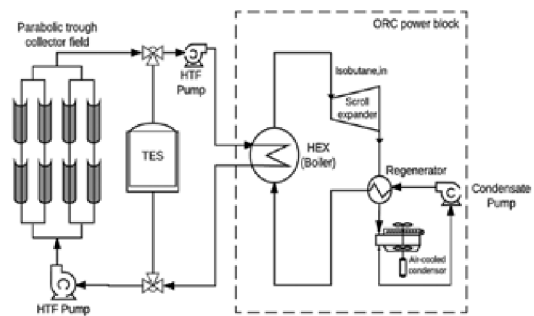 Parabolic trough
collector field
HTF
Pump
TES
HTF Pump
ORC power block
Isobutane,in
Scroll
expander
HEX
(Boiler)
Regenerator
Condensate
Pump
Air-cooled
condensor